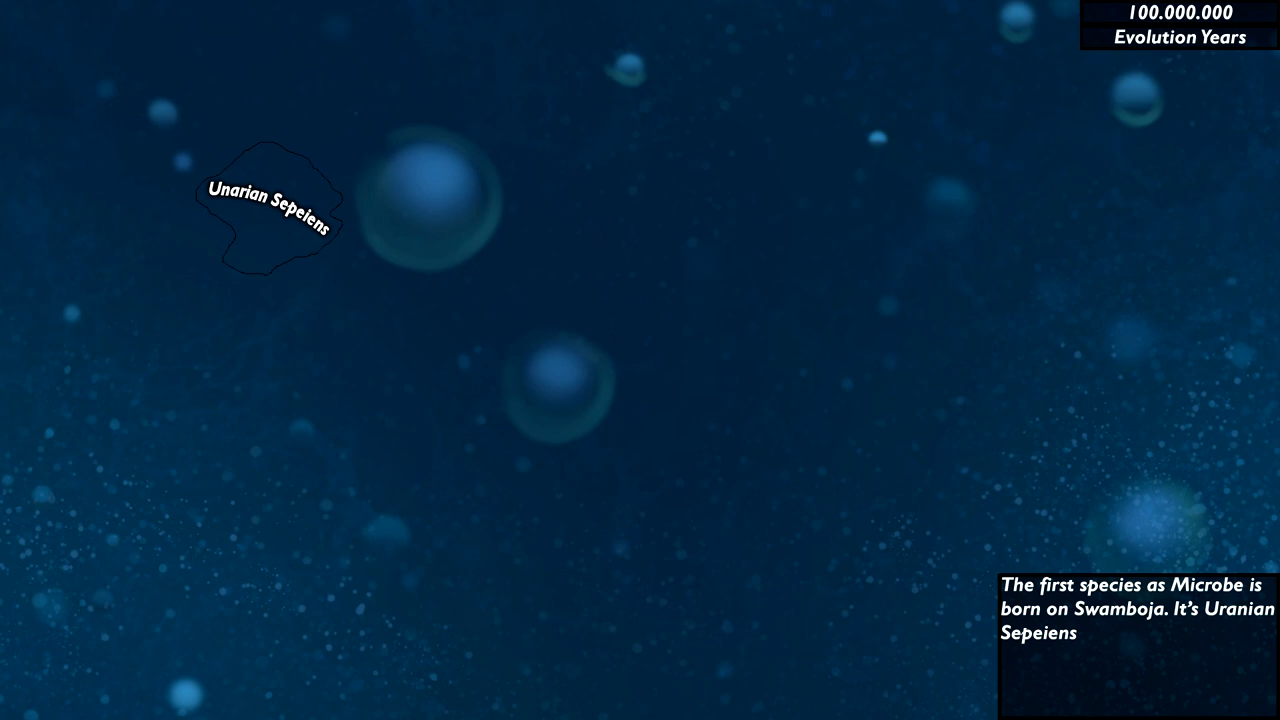 100.000.000
Evolution Years
Unarian Sepeiens
The first species as Microbe is
born on Swamboja. It's Uranian
Sepeiens